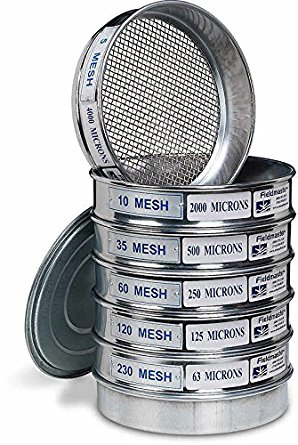 5 MESH
4000 MICRONS
10 MESH 2000 MICRONS Fieldmaster
35 MESH 500 MICRONS Fieldmaster
60 MESH 250 MICRONS Fieldmaster
120 MESH 125 MICRONS Fieldmaster
230 MESH 63 MICRONS Fieldmaster